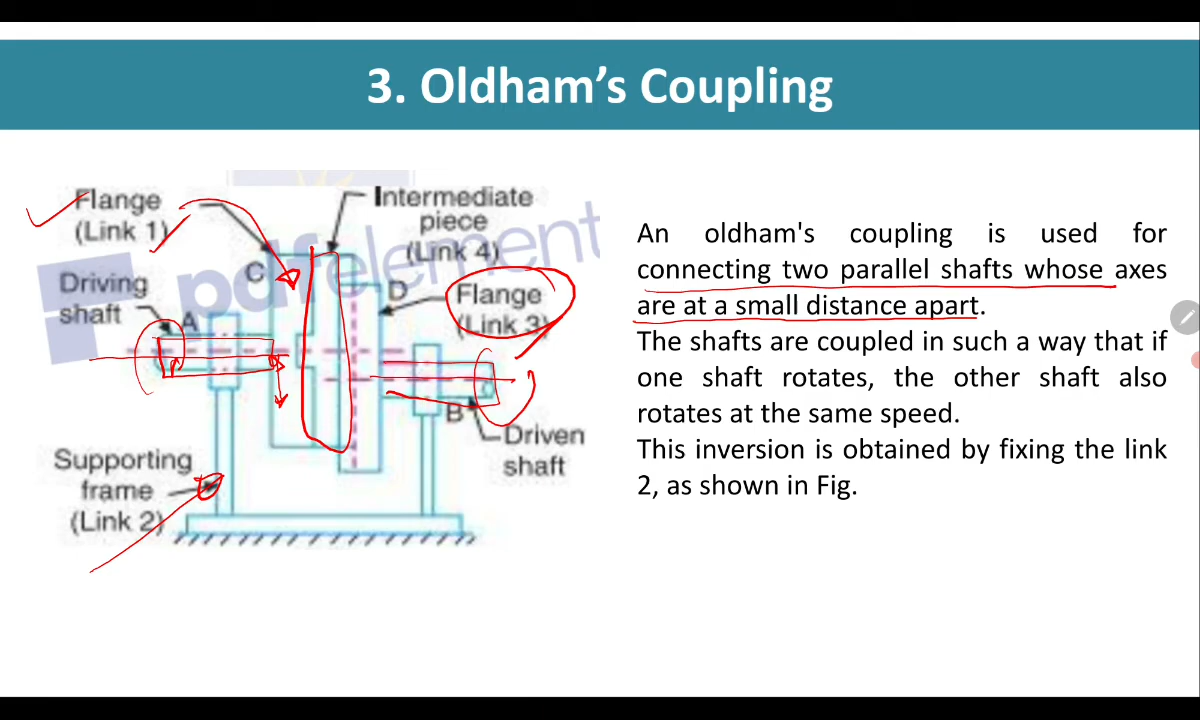 3. Oldham's Coupling
Flange
(Link 1)
Intermediate
piece
(Link 4)
Driving
shaft
A
C
D
Flange
(Link 3)
B
Driven
shaft
Supporting
frame
(Link 2)
pdfelement
An oldham's coupling is used for
connecting two parallel shafts whose axes
are at a small distance apart.
The shafts are coupled in such a way that if
one shaft rotates, the other shaft also
rotates at the same speed.
This inversion is obtained by fixing the link
2, as shown in Fig.